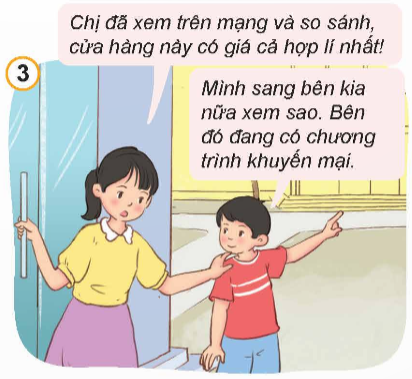 Chị đã xem trên mạng và so sánh,
cửa hàng này có giá cả hợp lí nhất!
3
Mình sang bên kia
nữa xem sao. Bên
đó đang có chương
trình khuyến mại.